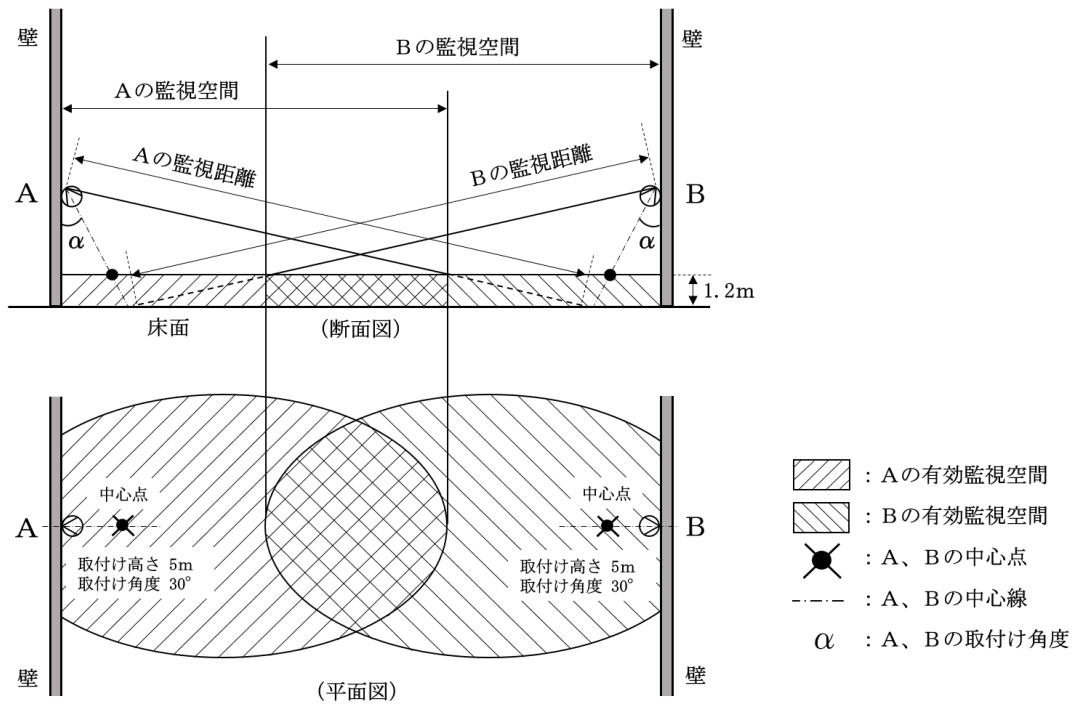 壁
壁
Bの監視空間
Aの監視空間
Aの監視距離
Bの監視距離
A
B
α
α
1.2m
床面
(断面図)
中心点
中心点
A
B
取付け高さ 5m
取付け角度 30°
取付け高さ 5m
取付け角度 30°
壁
壁
(平面図)
：Aの有効監視空間
：Bの有効監視空間
：A、Bの中心点
：A、Bの中心線
α ：A、Bの取付け角度